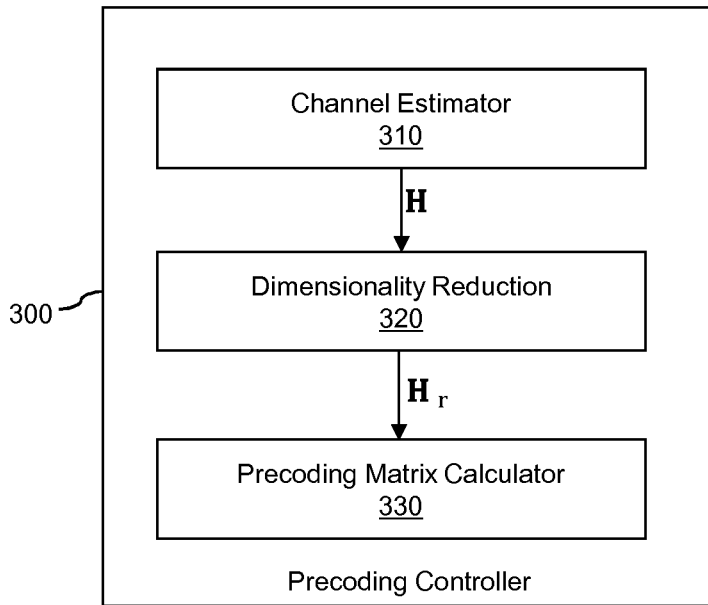 Channel Estimator
310
H
Dimensionality Reduction
320
300
H r
Precoding Matrix Calculator
330
Precoding Controller